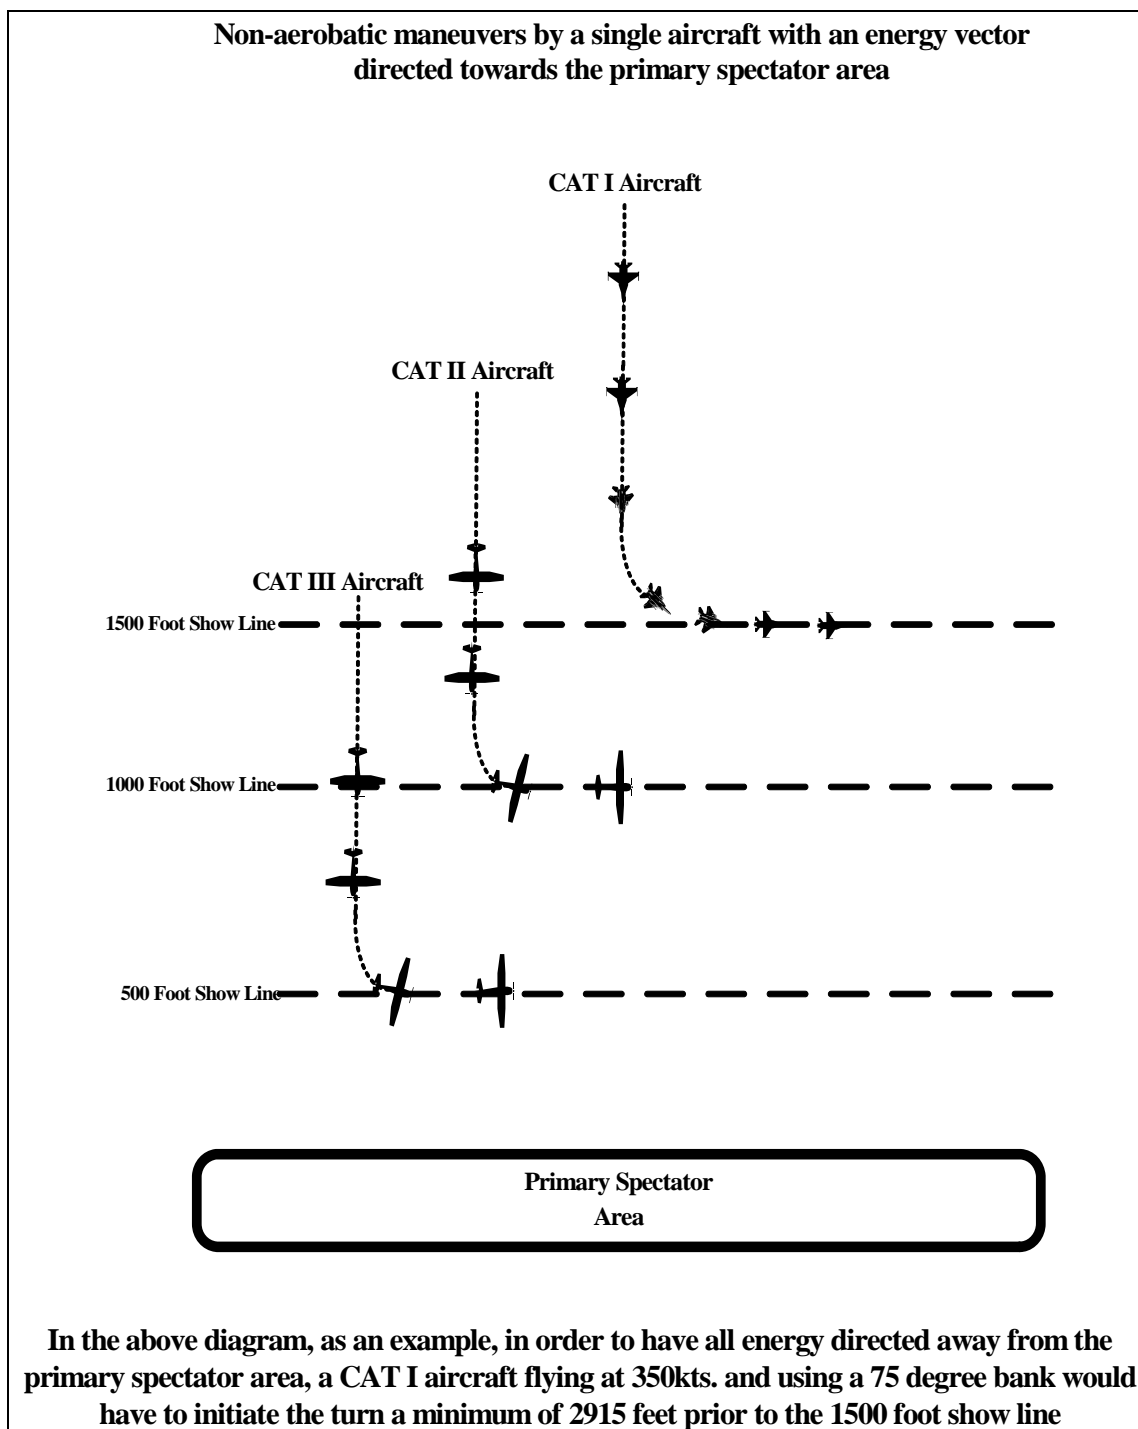 Non-aerobatic maneuvers by a single aircraft with an energy vector
directed towards the primary spectator area
CAT I Aircraft
CAT II Aircraft
CAT III Aircraft
1500 Foot Show Line
1000 Foot Show Line
500 Foot Show Line
Primary Spectator
Area
In the above diagram, as an example, in order to have all energy directed away from the
primary spectator area, a CAT I aircraft flying at 350kts. and using a 75 degree bank would
have to initiate the turn a minimum of 2915 feet prior to the 1500 foot show line